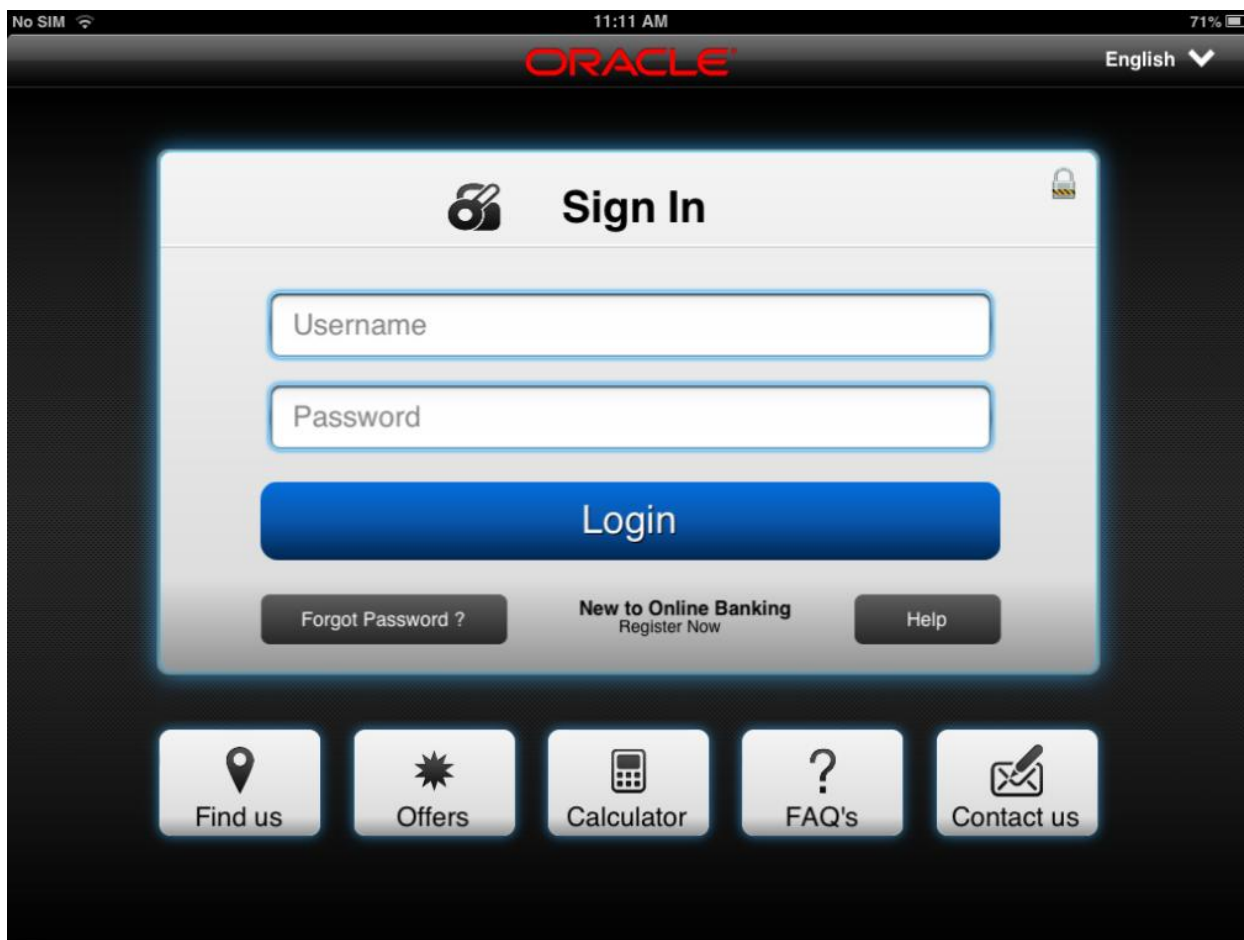 No SIM 11:11 AM 71%
ORACLE
English
Sign In
Username
Password
Login
Forgot Password ?
New to Online Banking
Register Now
Help
Find us
Offers
Calculator
FAQ's
Contact us